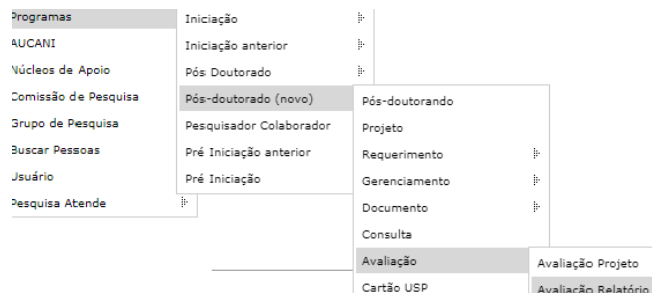 Programas
AUCANI
Núcleos de Apoio
Comissão de Pesquisa
Grupo de Pesquisa
Buscar Pessoas
Usuário
Pesquisa Atende
Iniciação
Iniciação anterior
Pós Doutorado
Pós-doutorado (novo)
Pesquisador Colaborador
Pré Iniciação anterior
Pré Iniciação
Pós-doutorando
Projeto
Requerimento
Gerenciamento
Documento
Consulta
Avaliação
Cartão USP
Avaliação Projeto
Avaliação Relatório